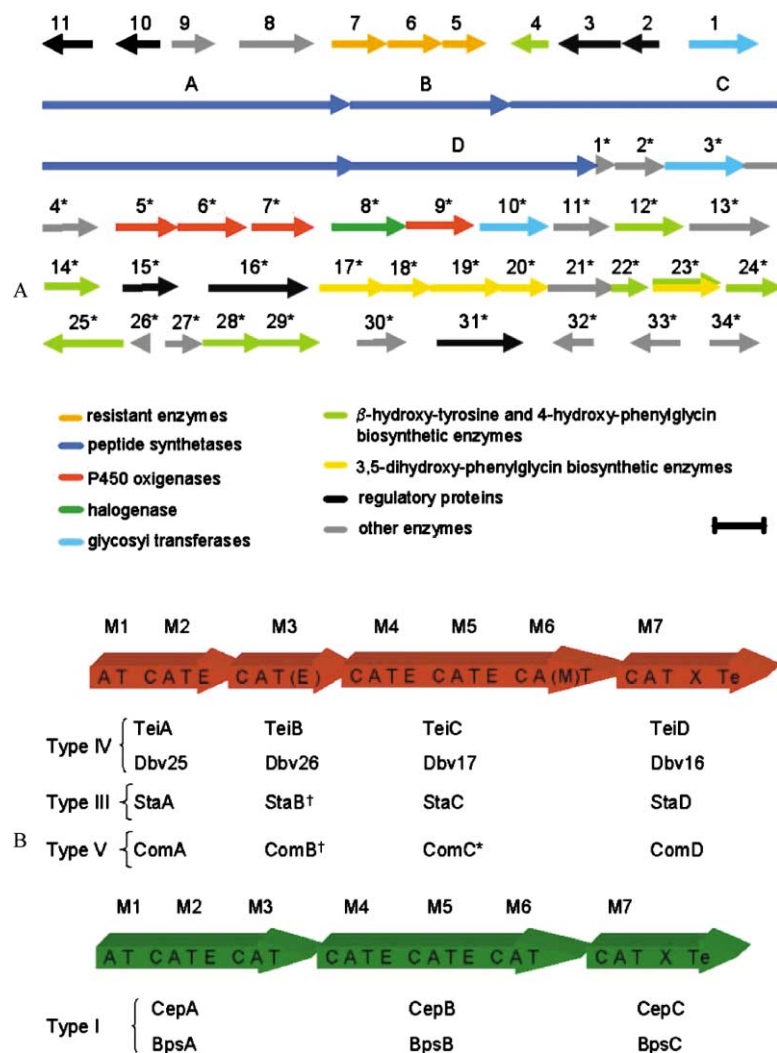 11 10 9 8 7 6 5 4 3 2 1
A B C
D 1* 2* 3*
4* 5* 6* 7* 8* 9* 10* 11* 12* 13*
14* 15* 16* 17* 18* 19* 20* 21* 22* 23* 24*
A
25* 26* 27* 28* 29* 30* 31* 32* 33* 34*
resistant enzymes
peptide synthetases
P450 oxigenases
halogenase
glycosyl transferases
β-hydroxy-tyrosine and 4-hydroxy-phenylglycin
biosynthetic enzymes
3,5-dihydroxy-phenylglycin biosynthetic enzymes
regulatory proteins
other enzymes
M1 M2 M3 M4 M5 M6 M7
AT CATE CAT(E) CATE CATE CA(M)T CAT X Te
Type IV { TeiA TeiB TeiC TeiD
Dbv25 Dbv26 Dbv17 Dbv16
Type III { StaA StaB† StaC StaD
B
Type V { ComA ComB† ComC* ComD
M1 M2 M3 M4 M5 M6 M7
AT CATE CAT CATE CATE CAT CAT X Te
Type I { CepA CepB CepC
BpsA BpsB BpsC